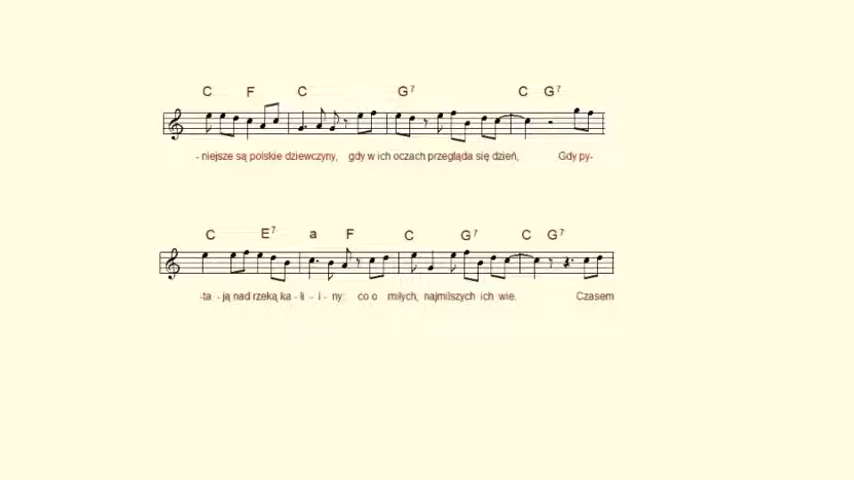 C F C G7 C G7
- niejsze są polskie dziewczyny, gdy w ich oczach przegląda się dzień, Gdy py-
C E7 a F C G7 C G7
-ta - ją nad rzeką ka - li - i - ny: co o miłych, najmilszych ich wie. Czasem